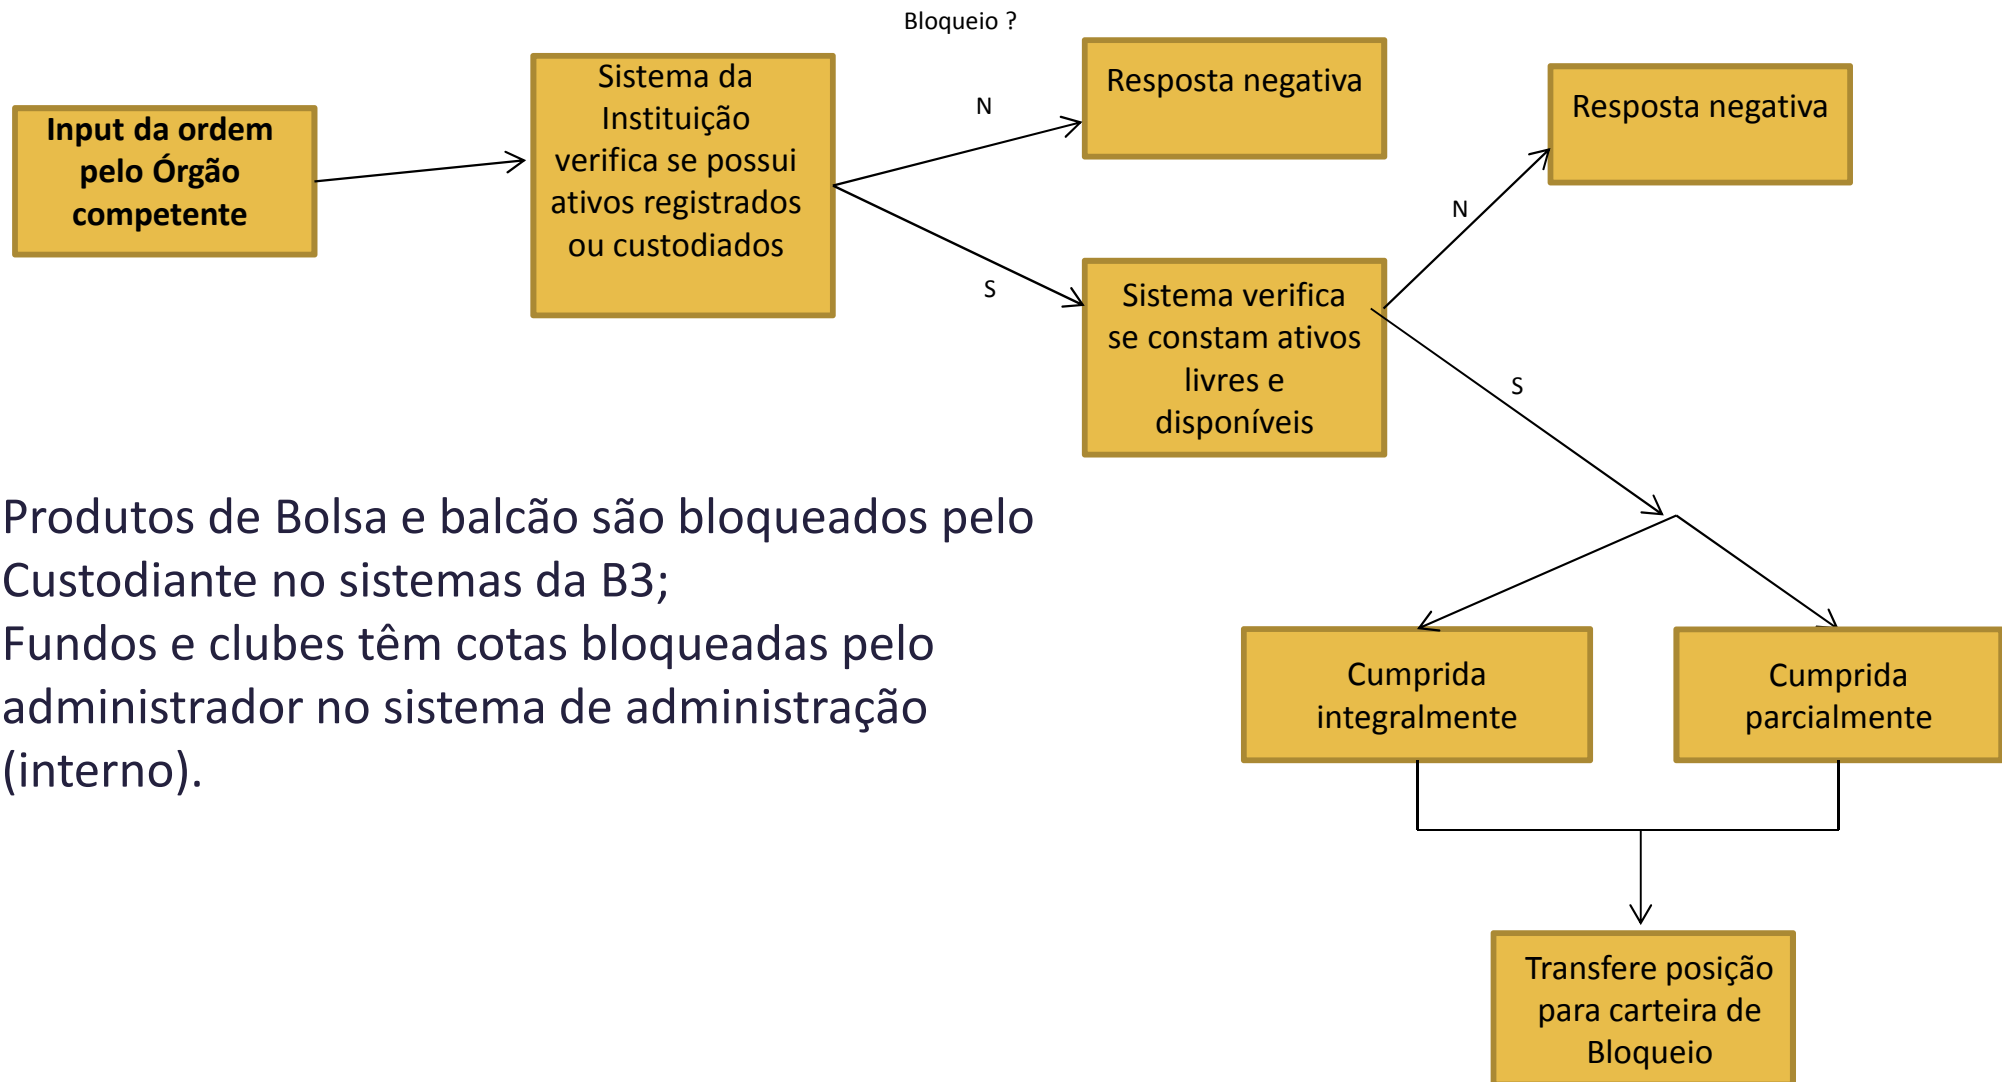 Bloqueio ?
Input da ordem
pelo Órgão
competente
Sistema da
Instituição
verifica se possui
ativos registrados
ou custodiados
N
Resposta negativa
S
Sistema verifica
se constam ativos
livres e
disponíveis
N
Resposta negativa
S
Cumprida
integralmente
Cumprida
parcialmente
Transfere posição
para carteira de
Bloqueio
Produtos de Bolsa e balcão são bloqueados pelo
Custodiante no sistemas da B3;
Fundos e clubes têm cotas bloqueadas pelo
administrador no sistema de administração
(interno).